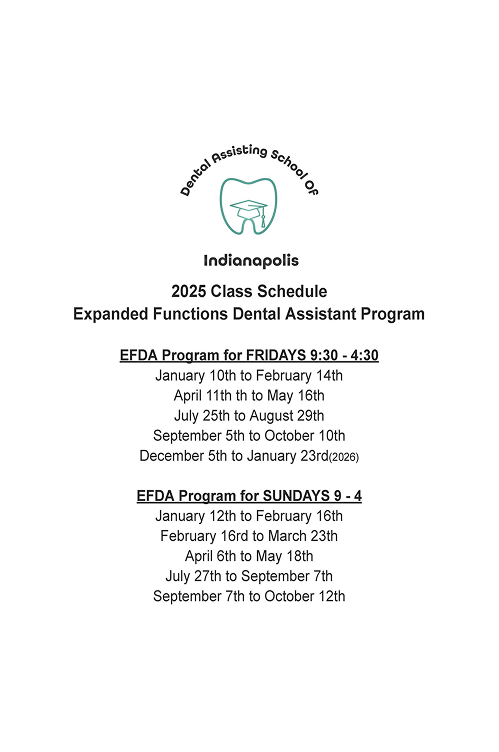 Dental Assisting School Of
Indianapolis
2025 Class Schedule
Expanded Functions Dental Assistant Program
EFDA Program for FRIDAYS 9:30 - 4:30
January 10th to February 14th
April 11th th to May 16th
July 25th to August 29th
September 5th to October 10th
December 5th to January 23rd(2026)
EFDA Program for SUNDAYS 9 - 4
January 12th to February 16th
February 16rd to March 23th
April 6th to May 18th
July 27th to September 7th
September 7th to October 12th